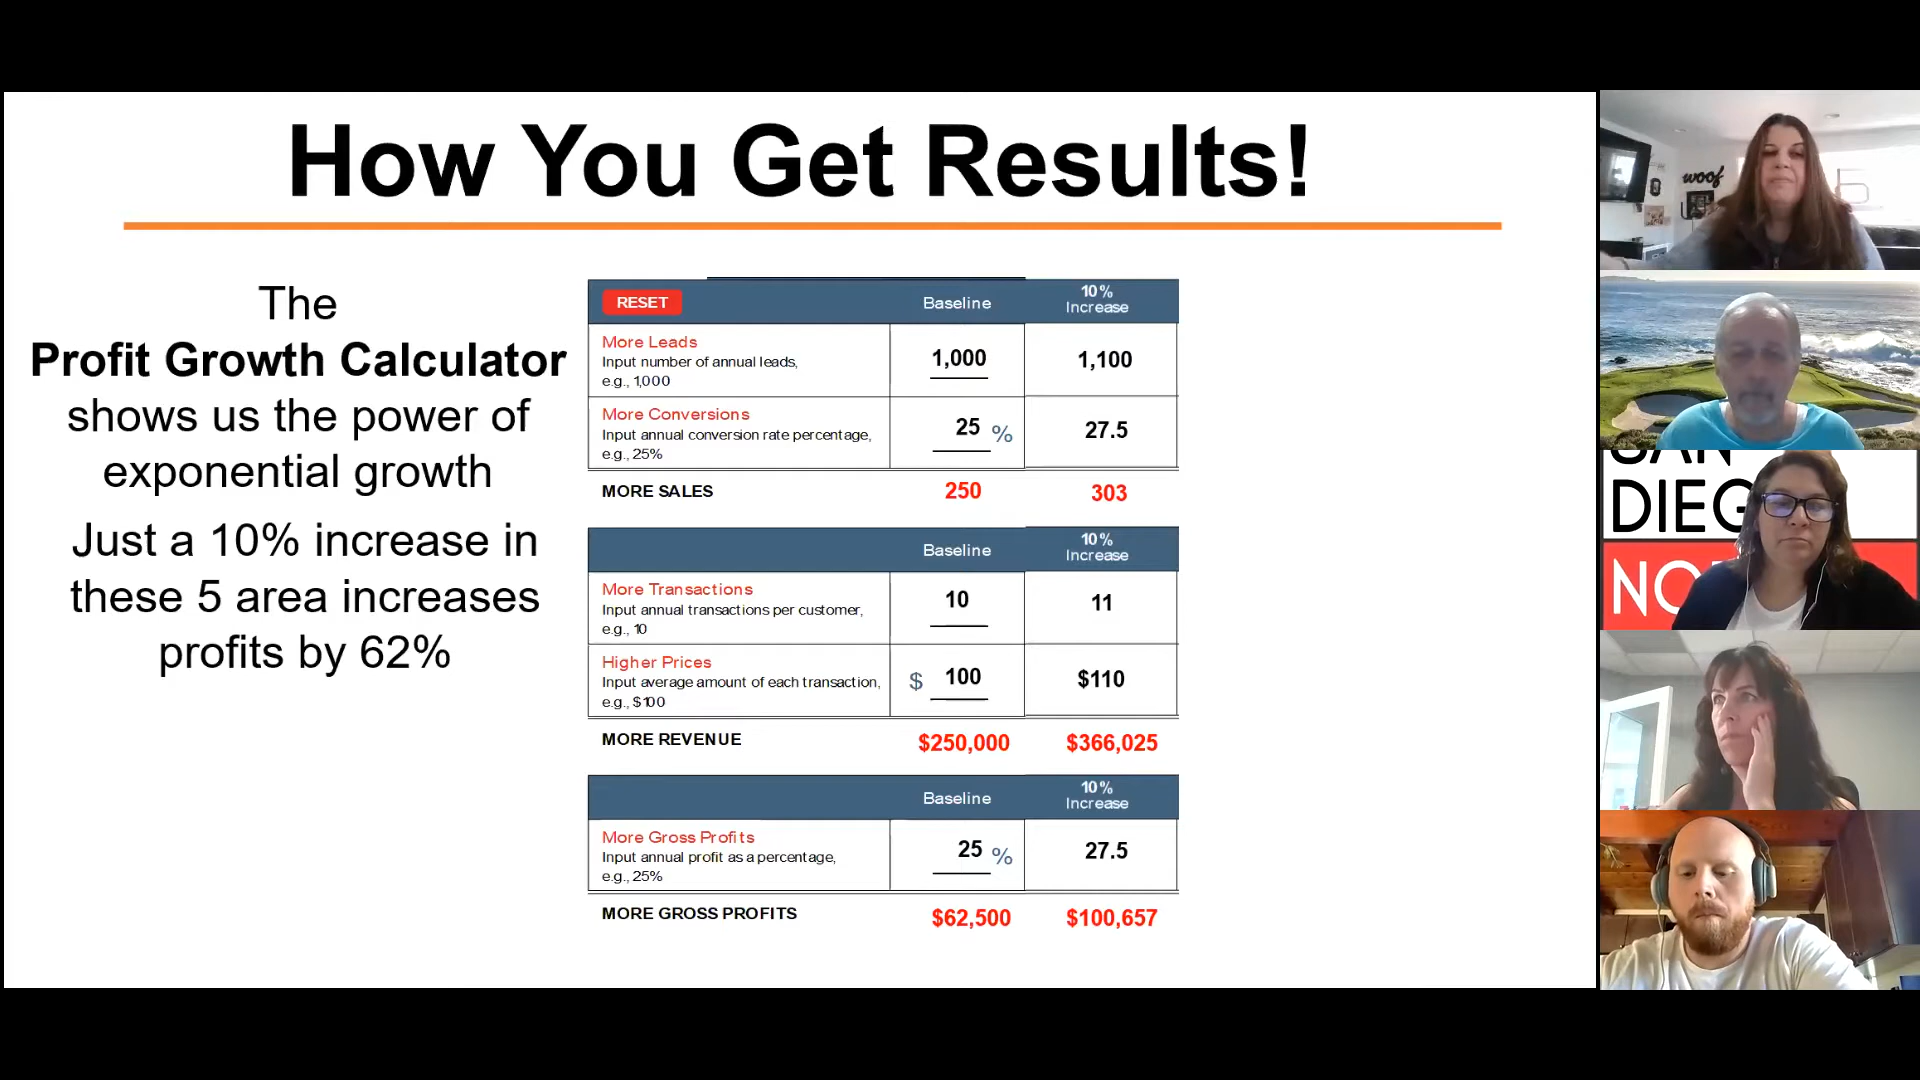 How You Get Results!
The
Profit Growth Calculator
shows us the power of
exponential growth
Just a 10% increase in
these 5 area increases
profits by 62%
RESET Baseline 10% Increase
More Leads
Input number of annual leads,
e.g., 1,000
1,000 1,100
More Conversions
Input annual conversion rate percentage,
e.g., 25%
25 % 27.5
MORE SALES 250 303
Baseline 10% Increase
More Transactions
Input annual transactions per customer,
e.g., 10
10 11
Higher Prices
Input average amount of each transaction,
e.g., $100
$ 100 $110
MORE REVENUE $250,000 $366,025
Baseline 10% Increase
More Gross Profits
Input annual profit as a percentage,
e.g., 25%
25 % 27.5
MORE GROSS PROFITS $62,500 $100,657
woof
DIEG
NO